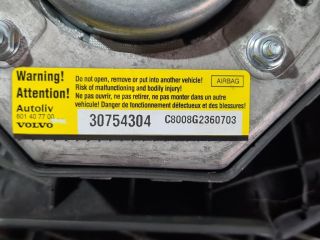 Warning!
Attention!
Autoliv
601 40 77 00
VOLVO
Do not open, remove or put into another vehicle!
Risk of malfunctioning and bodily injury!
Ne pas ouvrir, ne pas retirer, ne pas mettre dans un autre
vehicule! Danger de fonctionnement défectueux et des blessures!
AIRBAG
30754304 C8008G2360703